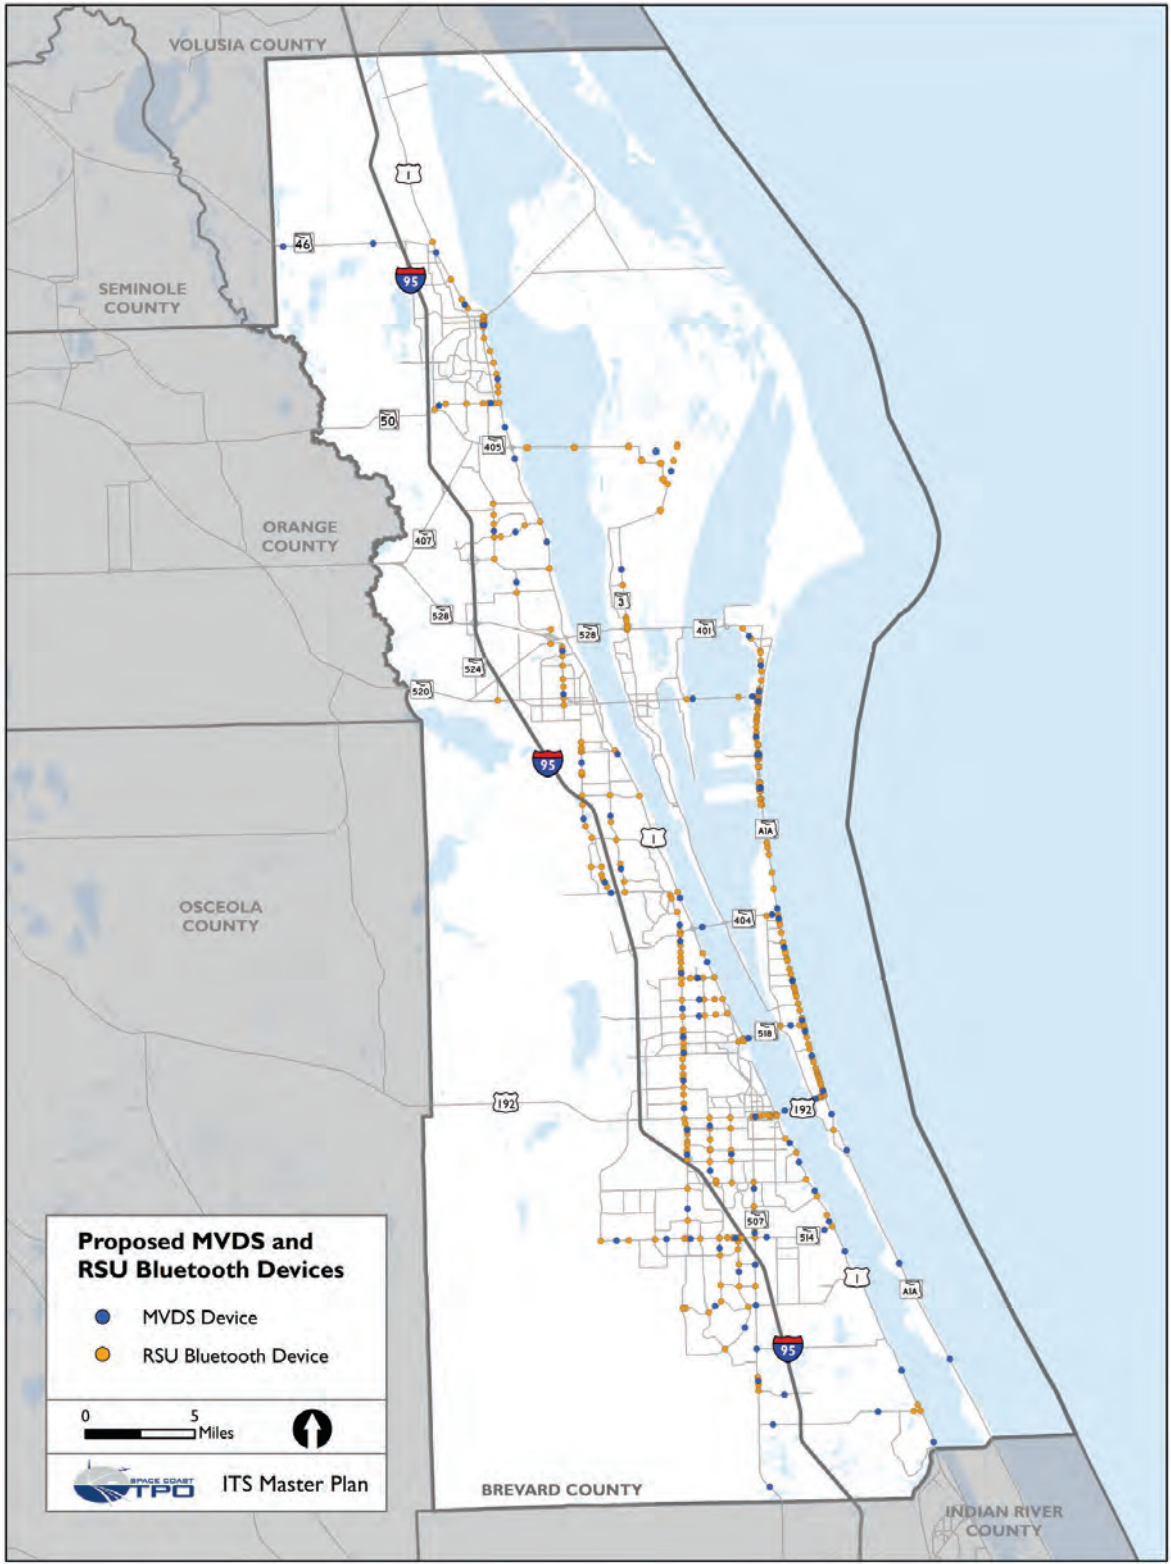 VOLUSIA COUNTY
1
46
95
SEMINOLE
COUNTY
50
405
ORANGE
COUNTY
407
3
528
528
401
524
520
95
1
A1A
OSCEOLA
COUNTY
404
518
192
192
507
514
1
A1A
95
Proposed MVDS and
RSU Bluetooth Devices
MVDS Device
RSU Bluetooth Device
0 5
Miles
SPACE COAST
TPO
ITS Master Plan
BREVARD COUNTY
INDIAN RIVER
COUNTY